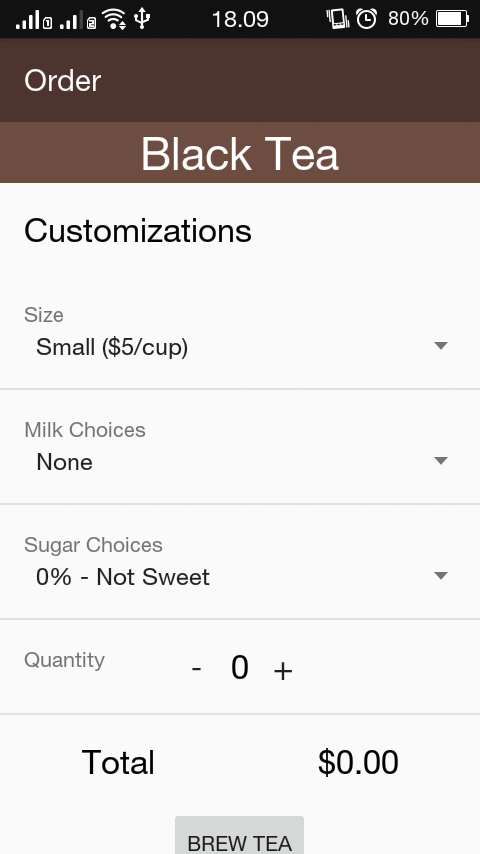 18.09 80%
Order
Black Tea
Customizations
Size
Small ($5/cup)
Milk Choices
None
Sugar Choices
0% - Not Sweet
Quantity - 0 +
Total $0.00
BREW TEA